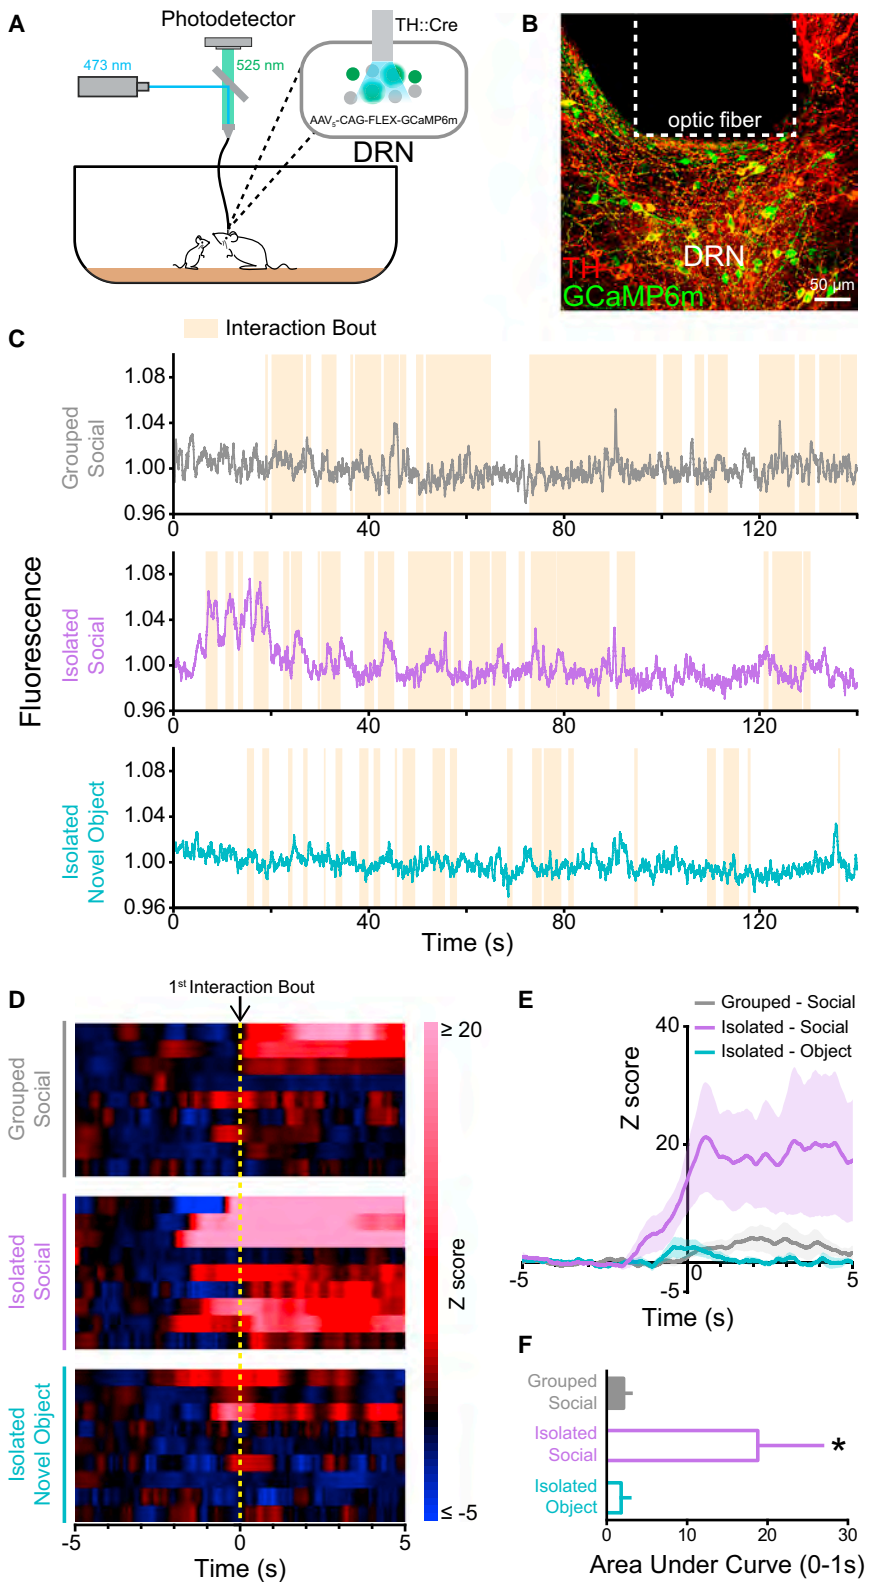 A
Photodetector
473 nm
525 nm
TH::Cre
AAV5-CAG-FLEX-GCaMP6m
DRN
B
optic fiber
DRN
TH
GCaMP6m
50 µm
Interaction Bout
C
Fluorescence
Grouped
Social
1.08
1.04
1.00
0.96
0
40
80
120
Isolated
Social
1.08
1.04
1.00
0.96
0
40
80
120
Isolated
Novel Object
1.08
1.04
1.00
0.96
0
40
80
120
Time (s)
D
1st Interaction Bout
Grouped
Social
Isolated
Social
Isolated
Novel Object
-5
0
5
Time (s)
≥ 20
Z score
≤ -5
E
Grouped - Social
Isolated - Social
Isolated - Object
Z score
40
20
-5
-5
0
5
Time (s)
F
Grouped
Social
Isolated
Social
*
Isolated
Object
0
10
20
30
Area Under Curve (0-1s)